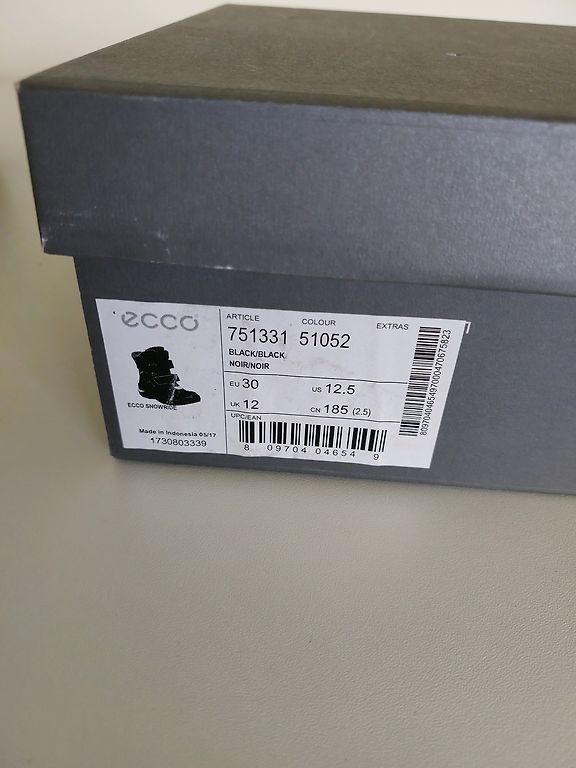 ecco
ARTICLE COLOUR EXTRAS
751331 51052
BLACK/BLACK
NOIR/NOIR
EU 30 US 12.5
UK 12 CN 185 (2.5)
UPC/EAN
8 09704 04654 9
ECCO SNOWRIDE
Made in Indonesia 05/17
1730803339
8097040465497000470675823